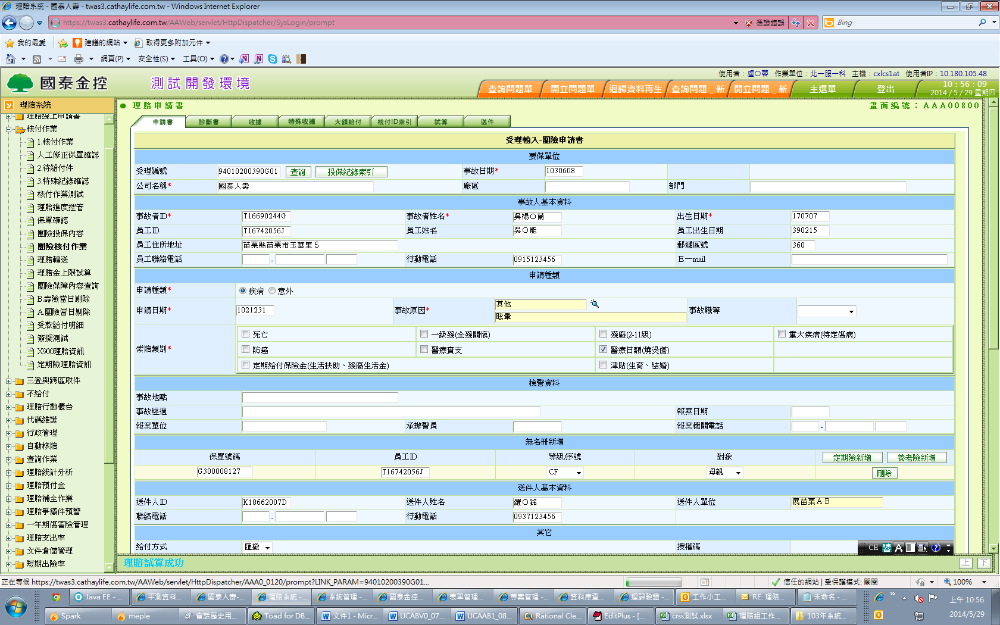 理賠系統 - 國泰人壽 - twas3.cathaylife.com.tw - Windows Internet Explorer
https://twas3.cathaylife.com.tw/AAWeb/servlet/HttpDispatcher/SysLogin/prompt
憑證錯誤
Bing
我的最愛
建議的網站
取得更多附加元件
網頁(P)
安全性(S)
工具(O)
國泰金控
測試開發環境
使用者：盧○蓉 作業單位：北一服一科 主機：cxlcs1at 使用者IP：10.180.105.48
查詢問題單
開立問題單
迴歸資料再生
查詢問題_新
開立問題_新
主選單
登出
10:56:09
2014/5/29 星期四
理賠系統
理賠線上申請書
核付作業
1.核付作業
人工修正保單確認
2.待給付件
3.特殊紀錄確認
核付作業測試
理賠進度控管
保單確認
團險投保內容
團險核付作業
理賠轉送
理賠金上限試算
團險保障內容查詢
B.壽險當日剔除
A.團險當日剔除
受款給付明細
簽擬測試
X900理賠資訊
定期險理賠資訊
三登與跨區取件
不給付
理賠行動櫃台
代碼維護
行政管理
自動核賠
查詢作業
理賠統計分析
理賠預付金
理賠補全作業
理賠爭議件預警
一年期傷害險管理
理賠支出率
文件倉儲管理
短期出險率
理賠申請書
畫面編號：AAA00800
申請書
診斷書
收據
特殊收據
大額給付
核付ID索引
試算
送件
受理輸入-團險申請書
要保單位
受理編號 94010200390G01 查詢 投保紀錄索引 事故日期* 1030608
公司名稱* 國泰人壽 廠區 部門
事故人基本資料
事故者ID* T16690244G 事故者姓名* 吳楊○蘭 出生日期* 170707
員工ID T16742056J 員工姓名 吳○能 員工出生日期 390215
員工住所地址 苗栗縣苗栗市玉華里５ 郵遞區號 360
員工聯絡電話 - 行動電話 0915123456 E－mail
申請種類
申請種類* 疾病 意外
申請日期* 1021231 事故原因* 其他 事故職等
眩暈
索賠類別*
死亡 一級殘(全殘關懷) 殘廢(2-11級) 重大疾病(特定傷病)
防癌 醫療實支 醫療日額(燒燙傷)
定期給付保險金(生活扶助、殘廢生活金) 津貼(生育、結婚)
檢警資料
事故地點
事故經過 報案日期
報案單位 承辦警員 報案機關電話 -
無名冊新增
保單號碼 員工ID 等級/序號 對象 定期險新增 養老險新增
G300008127 T16742056J CF 母親 刪除
送件人基本資料
送件人ID K18662007D 送件人姓名 羅○銘 送件人單位 展苗栗ＡＢ
聯絡電話 - 行動電話 0937123456
其它
給付方式 匯撥 授權碼
CH
理賠試算成功
上 下
正在等候 https://twas3.cathaylife.com.tw/AAWeb/servlet/HttpDispatcher/AAA0_0120/prompt?LINK_PARAM=94010200390G01...
信任的網站 | 受保護模式: 關閉
100%
Java EE - ...
平測資料...
國泰人壽-...
理賠系統 -...
系統管理 -...
國泰金控...
表單管理...
專案管理 -...
資料庫查...
迴歸驗證 -...
工作小工...
RE: 理賠...
未命名 - ...
上午 10:56
Spark
meple
會話歷史用...
Toad for DB...
文件1 - Micr...
UCABV0_07...
UCAAB1_08...
Rational Cle...
EditPlus - [...
crss測試.xlsx
理賠組工作...
103年系統...
2014/5/29